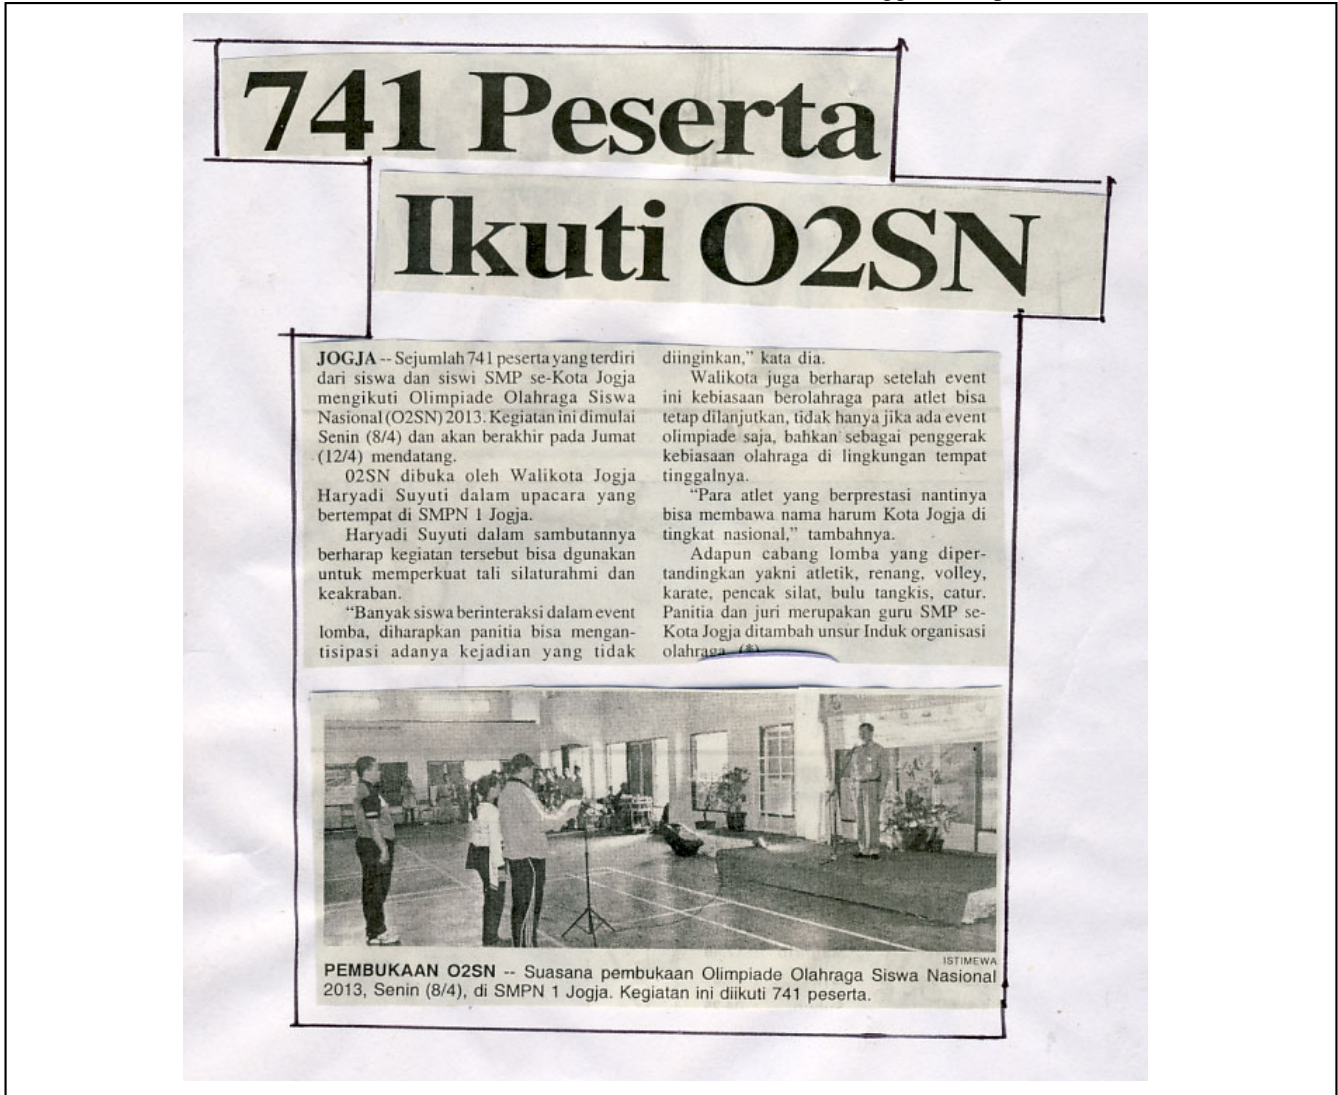 741 Peserta
Ikuti O2SN
JOGJA -- Sejumlah 741 peserta yang terdiri
dari siswa dan siswi SMP se-Kota Jogja
mengikuti Olimpiade Olahraga Siswa
Nasional (O2SN) 2013. Kegiatan ini dimulai
Senin (8/4) dan akan berakhir pada Jumat
(12/4) mendatang.
02SN dibuka oleh Walikota Jogja
Haryadi Suyuti dalam upacara yang
bertempat di SMPN 1 Jogja.
Haryadi Suyuti dalam sambutannya
berharap kegiatan tersebut bisa dgunakan
untuk memperkuat tali silaturahmi dan
keakraban.
“Banyak siswa berinteraksi dalam event
lomba, diharapkan panitia bisa mengan-
tisipasi adanya kejadian yang tidak
diinginkan,” kata dia.
Walikota juga berharap setelah event
ini kebiasaan berolahraga para atlet bisa
tetap dilanjutkan, tidak hanya jika ada event
olimpiade saja, bahkan sebagai penggerak
kebiasaan olahraga di lingkungan tempat
tinggalnya.
“Para atlet yang berprestasi nantinya
bisa membawa nama harum Kota Jogja di
tingkat nasional,” tambahnya.
Adapun cabang lomba yang diper-
tandingkan yakni atletik, renang, volley,
karate, pencak silat, bulu tangkis, catur.
Panitia dan juri merupakan guru SMP se-
Kota Jogja ditambah unsur Induk organisasi
olahraga. (*)
ISTIMEWA
PEMBUKAAN O2SN -- Suasana pembukaan Olimpiade Olahraga Siswa Nasional
2013, Senin (8/4), di SMPN 1 Jogja. Kegiatan ini diikuti 741 peserta.